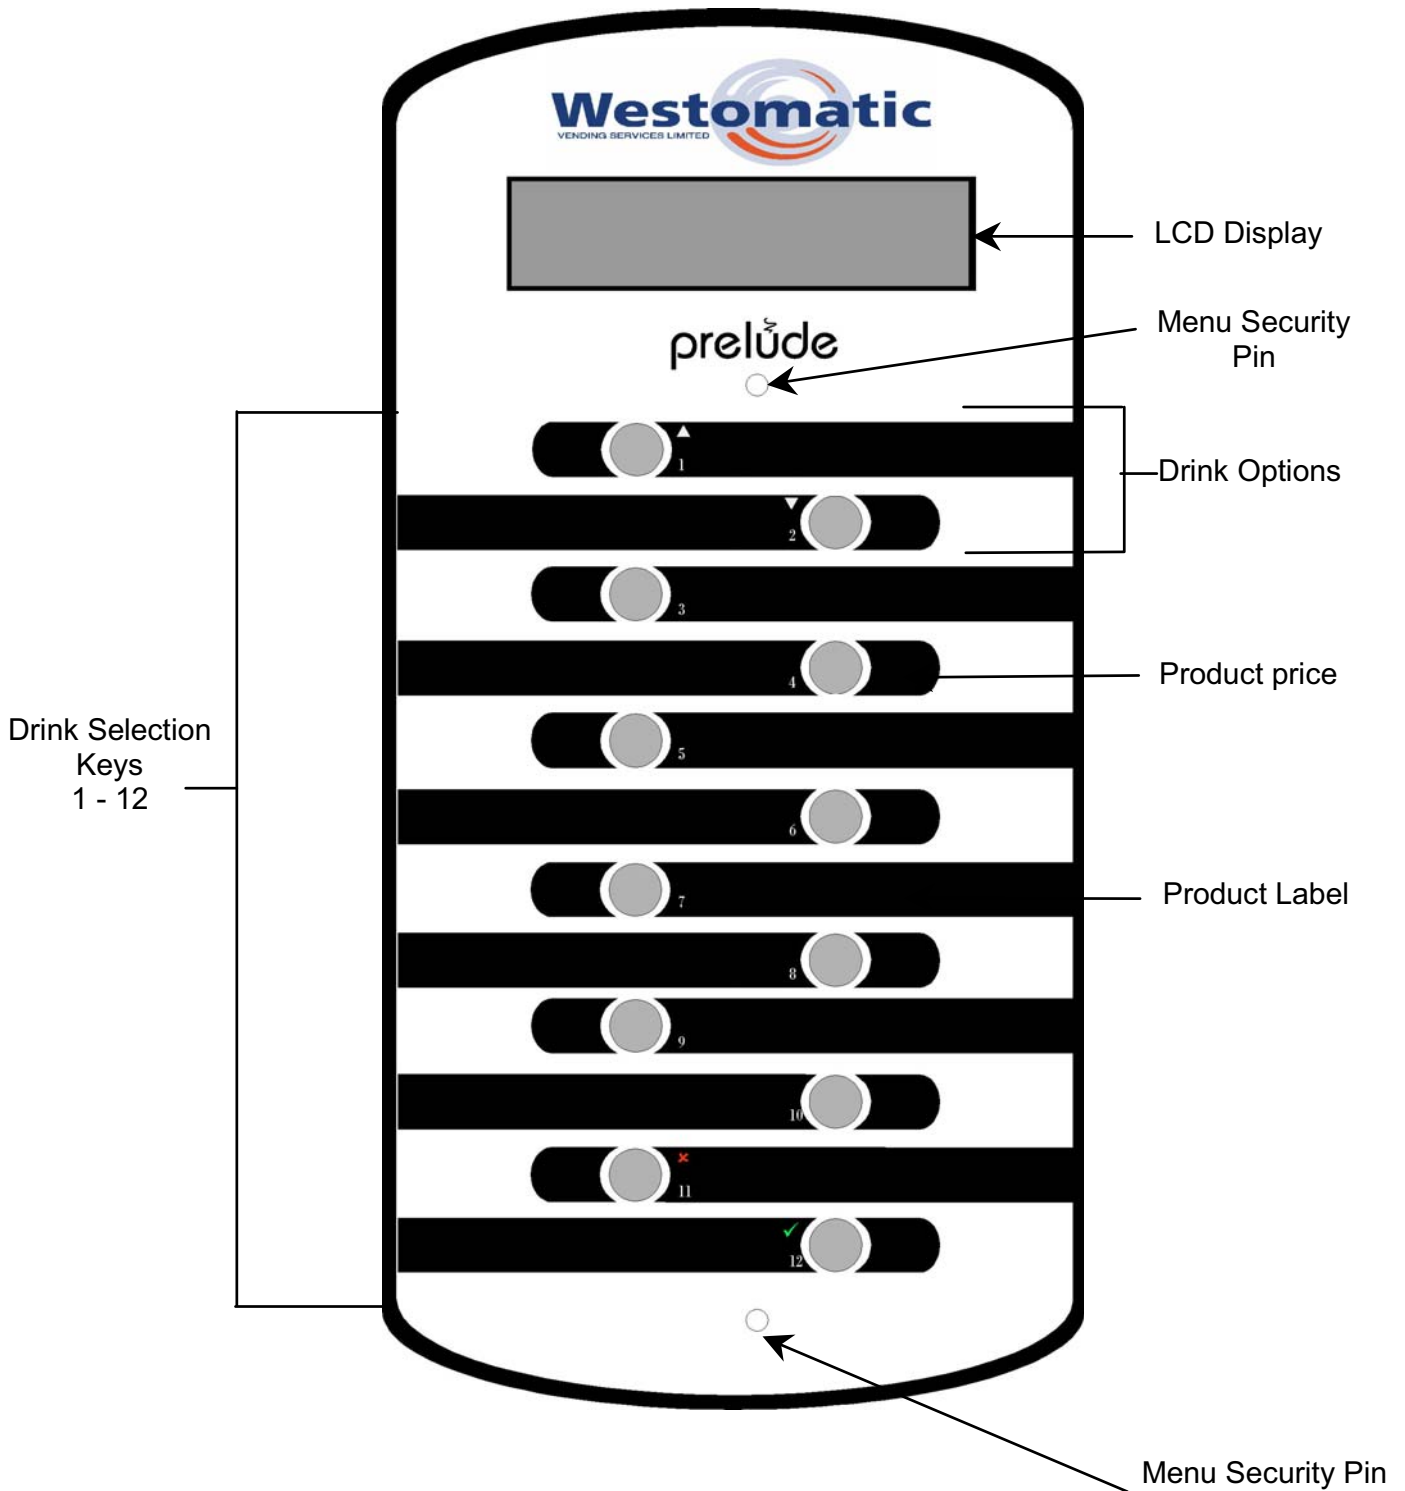 Westomatic
VENDING SERVICES LIMITED
LCD Display
prelude
Menu Security
Pin
1
Drink Options
2
3
4
Product price
Drink Selection
Keys
1 - 12
5
6
7
Product Label
8
9
10
11
12
Menu Security Pin